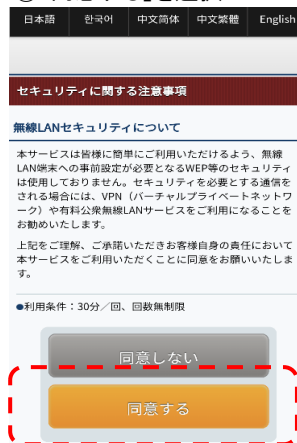 日本語 한국어 中文简体 中文繁體 English
セキュリティに関する注意事項
無線LANセキュリティについて
本サービスは皆様に簡単にご利用いただけるよう、無線
LAN端末への事前設定が必要となるWEP等のセキュリティ
は使用しておりません。セキュリティを必要とする通信を
される場合には、VPN（バーチャルプライベートネットワ
ーク）や有料公衆無線LANサービスをご利用になることを
お勧めいたします。
上記をご理解、ご承諾いただきお客様自身の責任において
本サービスをご利用いただくことに同意をお願いいたしま
す。
●利用条件：30分／回、回数無制限
同意しない
同意する